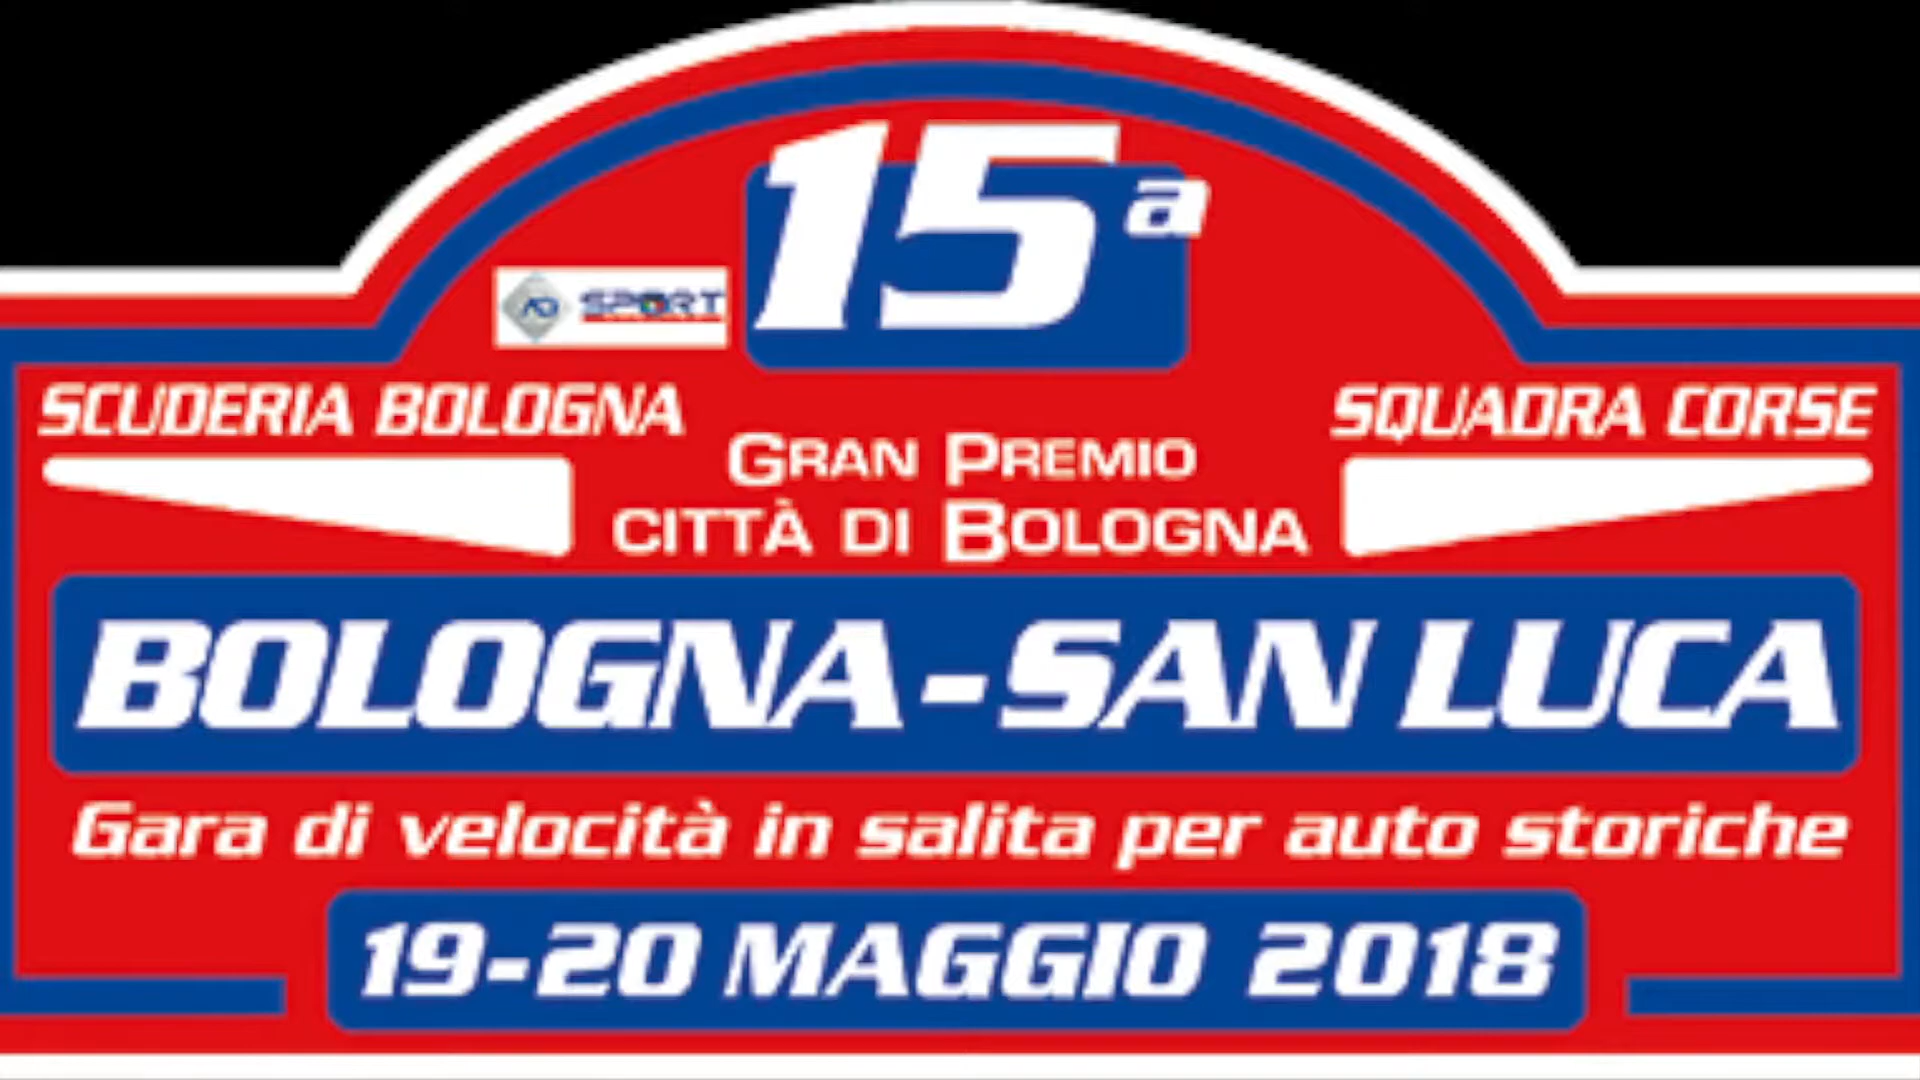 15a
AD SPORT
SCUDERIA BOLOGNA
SQUADRA CORSE
GRAN PREMIO
CITTÀ DI BOLOGNA
BOLOGNA-SAN LUCA
Gara di velocità in salita per auto storiche
19-20 MAGGIO 2018